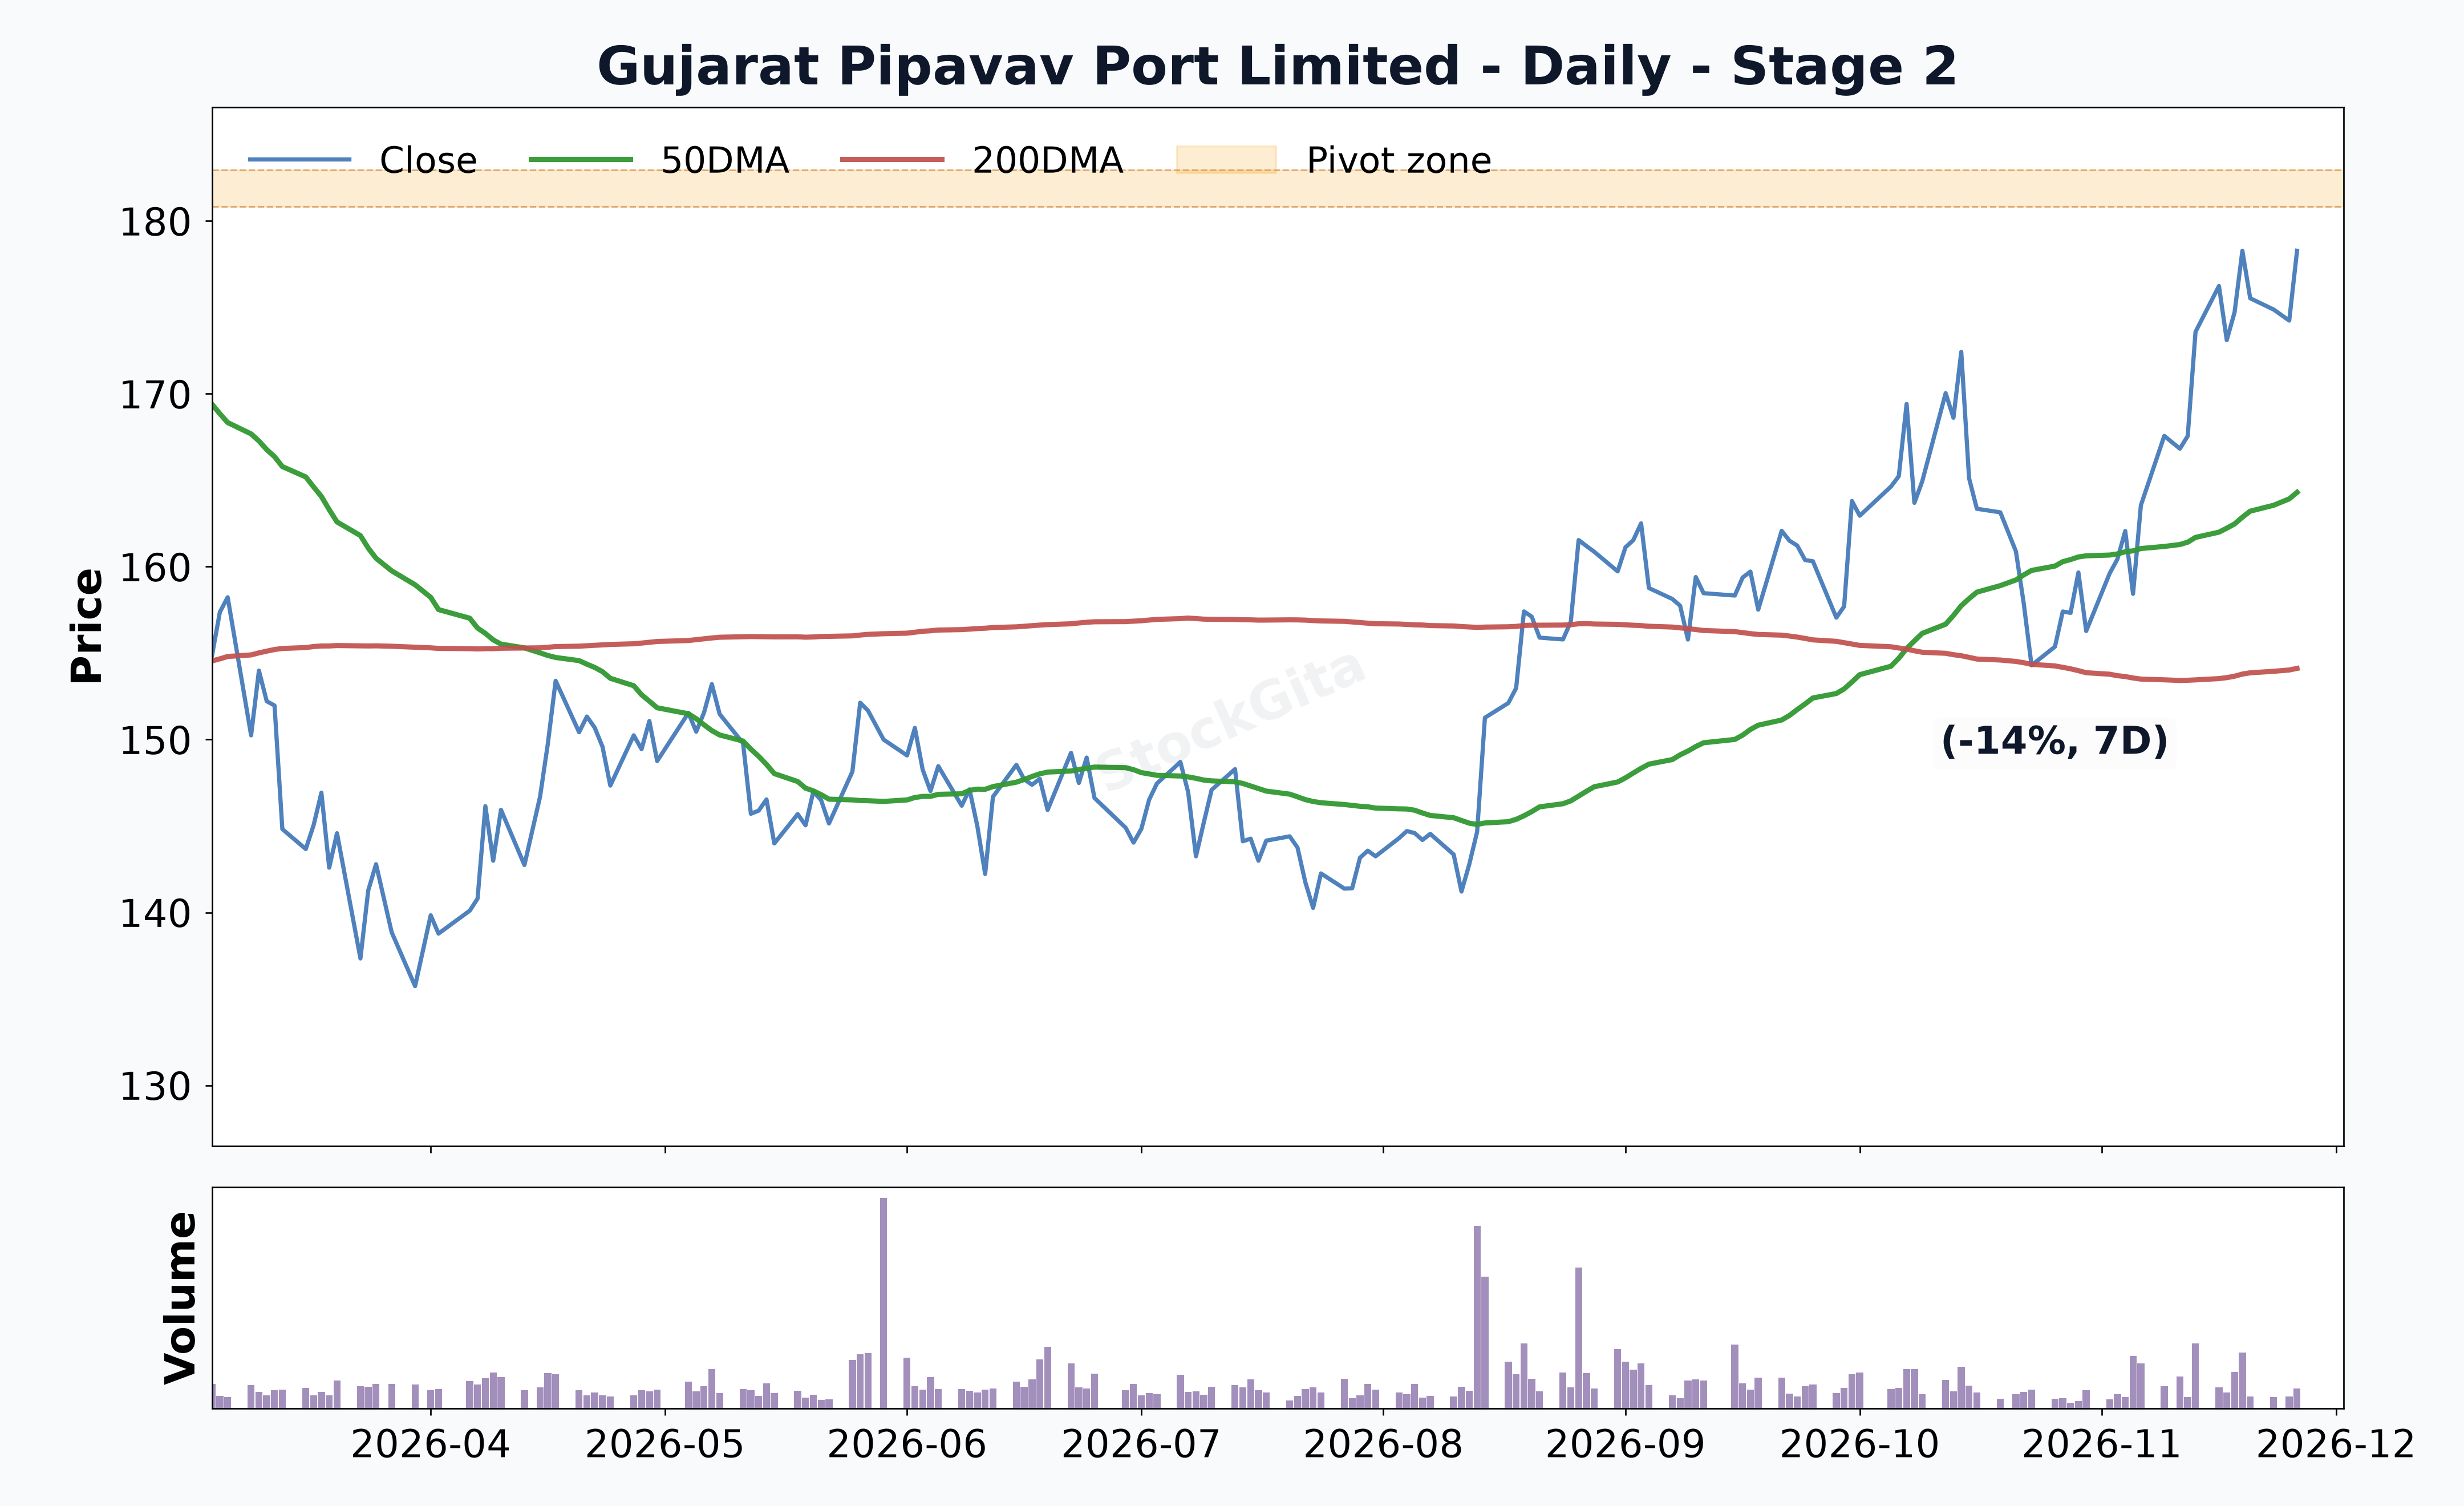 Gujarat Pipavav Port Limited - Daily - Stage 2
Close 50DMA 200DMA Pivot zone
Price
180
170
160
150
140
130
StockGita
(-14%, 7D)
Volume
2026-04 2026-05 2026-06 2026-07 2026-08 2026-09 2026-10 2026-11 2026-12